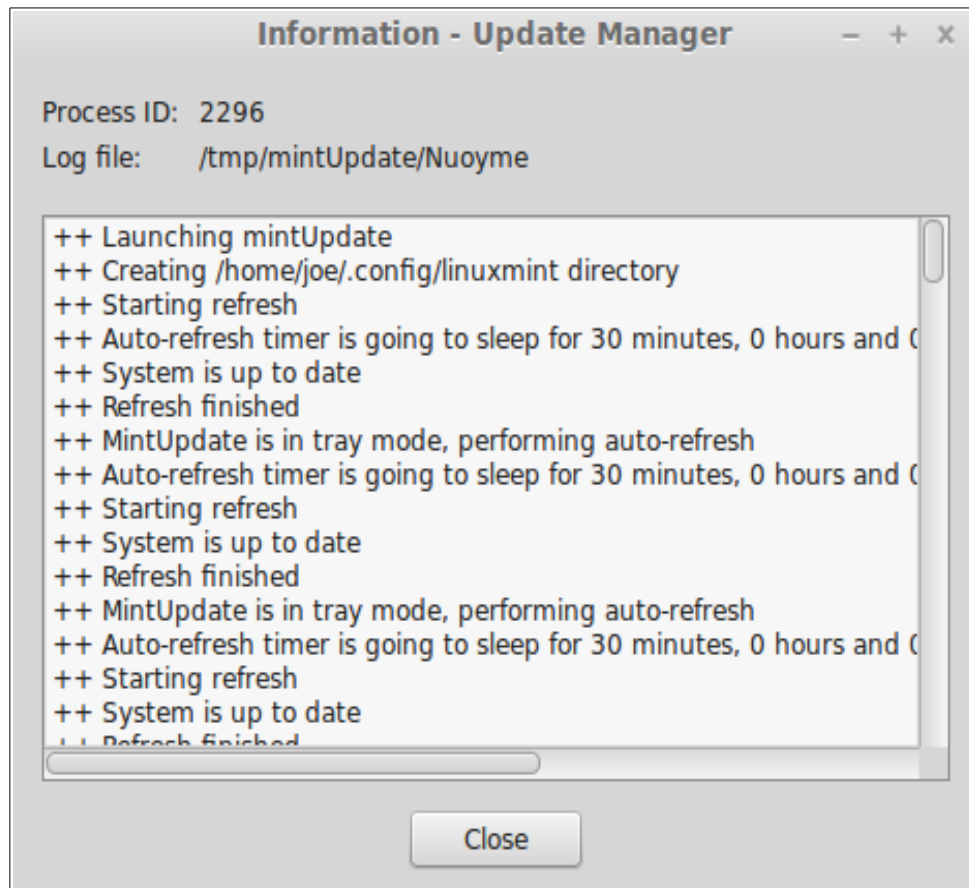 Information - Update Manager
Process ID: 2296
Log file: /tmp/mintUpdate/Nuoyme
++ Launching mintUpdate
++ Creating /home/joe/.config/linuxmint directory
++ Starting refresh
++ Auto-refresh timer is going to sleep for 30 minutes, 0 hours and 0
++ System is up to date
++ Refresh finished
++ MintUpdate is in tray mode, performing auto-refresh
++ Auto-refresh timer is going to sleep for 30 minutes, 0 hours and 0
++ Starting refresh
++ System is up to date
++ Refresh finished
++ MintUpdate is in tray mode, performing auto-refresh
++ Auto-refresh timer is going to sleep for 30 minutes, 0 hours and 0
++ Starting refresh
++ System is up to date
++ Refresh finished
Close